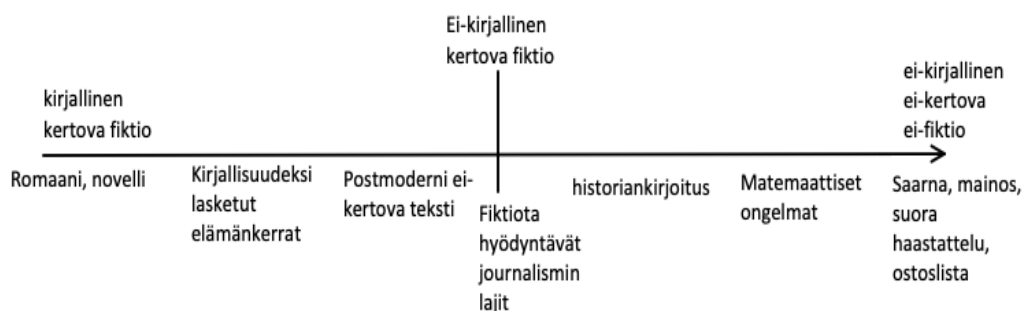 Ei-kirjallinen
kertova fiktio
kirjallinen
kertova fiktio
ei-kirjallinen
ei-kertova
ei-fiktio
Romaani, novelli
Kirjallisuudeksi
lasketut
elämänkerrat
Postmoderni ei-
kertova teksti
Fiktiota
hyödyntävät
journalismin
lajit
historiankirjoitus
Matemaattiset
ongelmat
Saarna, mainos,
suora
haastattelu,
ostoslista